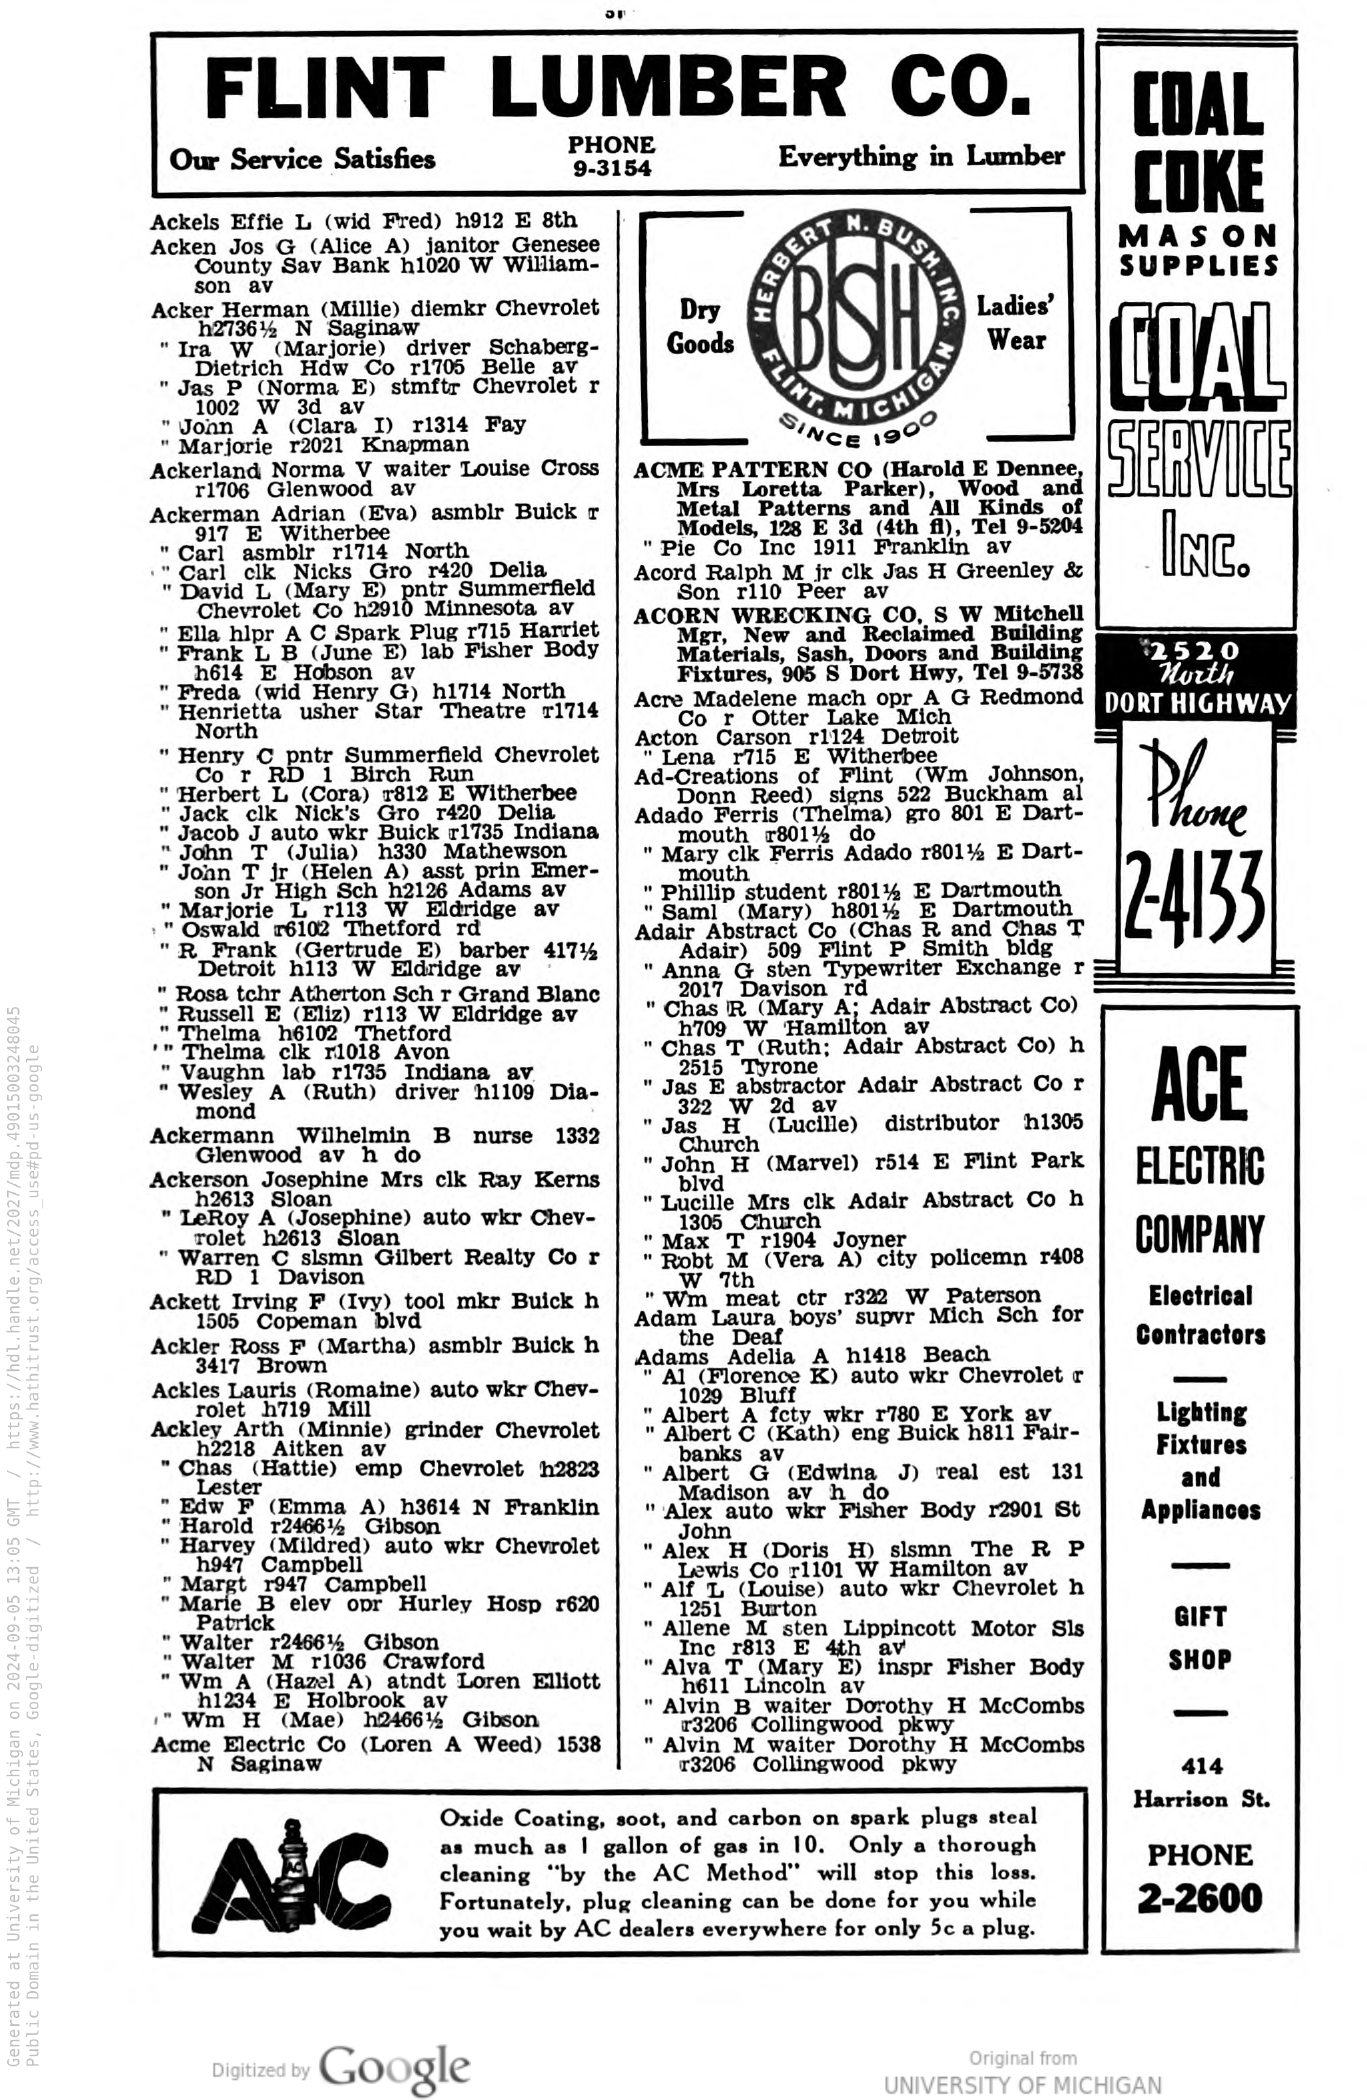 FLINT LUMBER CO.
Our Service Satisfies
PHONE
9-3154
Everything in Lumber
Ackels Effie L (wid Fred) h912 E 8th
Acken Jos G (Alice A) janitor Genesee
County Sav Bank h1020 W William-
son av
Acker Herman (Millie) diemkr Chevrolet
h2736½ N Saginaw
" Ira W (Marjorie) driver Schaberg-
Dietrich Hdw Co r1705 Belle av
" Jas P (Norma E) stmftr Chevrolet r
1002 W 3d av
" John A (Clara I) r1314 Fay
" Marjorie r2021 Knapman
Ackerland Norma V waiter Louise Cross
r1706 Glenwood av
Ackerman Adrian (Eva) asmblr Buick r
917 E Witherbee
" Carl asmblr r1714 North
" Carl clk Nicks Gro r420 Delia
" David L (Mary E) pntr Summerfield
Chevrolet Co h2910 Minnesota av
" Ella hlpr A C Spark Plug r715 Harriet
" Frank L B (June E) lab Fisher Body
h614 E Hobson av
" Freda (wid Henry G) h1714 North
" Henrietta usher Star Theatre r1714
North
" Henry C pntr Summerfield Chevrolet
Co r RD 1 Birch Run
" Herbert L (Cora) r812 E Witherbee
" Jack clk Nick's Gro r420 Delia
" Jacob J auto wkr Buick r1735 Indiana
" John T (Julia) h330 Mathewson
" John T jr (Helen A) asst prin Emer-
son Jr High Sch h2126 Adams av
" Marjorie L r113 W Eldridge av
" Oswald r6102 Thetford rd
" R Frank (Gertrude E) barber 417½
Detroit h113 W Eldridge av
" Rosa tchr Atherton Sch r Grand Blanc
" Russell E (Eliz) r113 W Eldridge av
" Thelma h6102 Thetford
" Thelma clk r1018 Avon
" Vaughn lab r1735 Indiana av
" Wesley A (Ruth) driver h1109 Dia-
mond
Ackermann Wilhelmin B nurse 1332
Glenwood av h do
Ackerson Josephine Mrs clk Ray Kerns
h2613 Sloan
" LeRoy A (Josephine) auto wkr Chev-
rolet h2613 Sloan
" Warren C slsmn Gilbert Realty Co r
RD 1 Davison
Ackett Irving F (Ivy) tool mkr Buick h
1505 Copeman blvd
Ackler Ross F (Martha) asmblr Buick h
3417 Brown
Ackles Lauris (Romaine) auto wkr Chev-
rolet h719 Mill
Ackley Arth (Minnie) grinder Chevrolet
h2218 Aitken av
" Chas (Hattie) emp Chevrolet h2823
Lester
" Edw F (Emma A) h3614 N Franklin
" Harold r2466½ Gibson
" Harvey (Mildred) auto wkr Chevrolet
h947 Campbell
" Margt r947 Campbell
" Marie B elev opr Hurley Hosp r620
Patrick
" Walter r2466½ Gibson
" Walter M r1036 Crawford
" Wm A (Hazel A) atndt Loren Elliott
h1234 E Holbrook av
" Wm H (Mae) h2466½ Gibson
Acme Electric Co (Loren A Weed) 1538
N Saginaw
Dry
Goods
HERBERT N. BUSH, INC.
BUSH
FLINT, MICHIGAN
SINCE 1900
Ladies'
Wear
ACME PATTERN CO (Harold E Dennee,
Mrs Loretta Parker), Wood and
Metal Patterns and All Kinds of
Models, 128 E 3d (4th fl), Tel 9-5204
" Pie Co Inc 1911 Franklin av
Acord Ralph M jr clk Jas H Greenley &
Son r110 Peer av
ACORN WRECKING CO, S W Mitchell
Mgr, New and Reclaimed Building
Materials, Sash, Doors and Building
Fixtures, 905 S Dort Hwy, Tel 9-5738
Acre Madelene mach opr A G Redmond
Co r Otter Lake Mich
Acton Carson r1124 Detroit
" Lena r715 E Witherbee
Ad-Creations of Flint (Wm Johnson,
Donn Reed) signs 522 Buckham al
Adado Ferris (Thelma) gro 801 E Dart-
mouth r801½ do
" Mary clk Ferris Adado r801½ E Dart-
mouth
" Phillip student r801½ E Dartmouth
" Saml (Mary) h801½ E Dartmouth
Adair Abstract Co (Chas R and Chas T
Adair) 509 Flint P Smith bldg
" Anna G sten Typewriter Exchange r
2017 Davison rd
" Chas R (Mary A; Adair Abstract Co)
h709 W Hamilton av
" Chas T (Ruth; Adair Abstract Co) h
2515 Tyrone
" Jas E abstractor Adair Abstract Co r
322 W 2d av
" Jas H (Lucille) distributor h1305
Church
" John H (Marvel) r514 E Flint Park
blvd
" Lucille Mrs clk Adair Abstract Co h
1305 Church
" Max T r1904 Joyner
" Robt M (Vera A) city policemn r408
W 7th
" Wm meat ctr r322 W Paterson
Adam Laura boys' supvr Mich Sch for
the Deaf
Adams Adelia A h1418 Beach
" Al (Florence K) auto wkr Chevrolet r
1029 Bluff
" Albert A fcty wkr r780 E York av
" Albert C (Kath) eng Buick h811 Fair-
banks av
" Albert G (Edwina J) real est 131
Madison av h do
" Alex auto wkr Fisher Body r2901 St
John
" Alex H (Doris H) slsmn The R P
Lewis Co r1101 W Hamilton av
" Alf L (Louise) auto wkr Chevrolet h
1251 Burton
" Allene M sten Lippincott Motor Sls
Inc r813 E 4th av
" Alva T (Mary E) inspr Fisher Body
h611 Lincoln av
" Alvin B waiter Dorothy H McCombs
r3206 Collingwood pkwy
" Alvin M waiter Dorothy H McCombs
r3206 Collingwood pkwy
COAL
COKE
MASON
SUPPLIES
COAL
SERVICE
INC.
2520
North
DORT HIGHWAY
Phone
2-4133
ACE
ELECTRIC
COMPANY
Electrical
Contractors
Lighting
Fixtures
and
Appliances
GIFT
SHOP
414
Harrison St.
PHONE
2-2600
AC
AC
Oxide Coating, soot, and carbon on spark plugs steal
as much as 1 gallon of gas in 10. Only a thorough
cleaning "by the AC Method" will stop this loss.
Fortunately, plug cleaning can be done for you while
you wait by AC dealers everywhere for only 5c a plug.
Generated at University of Michigan on 2024-09-05 13:05 GMT / https://hdl.handle.net/2027/mdp.49015003248045
Public Domain in the United States, Google-digitized / http://www.hathitrust.org/access_use#pd-us-google
Digitized by Google
Original from
UNIVERSITY OF MICHIGAN